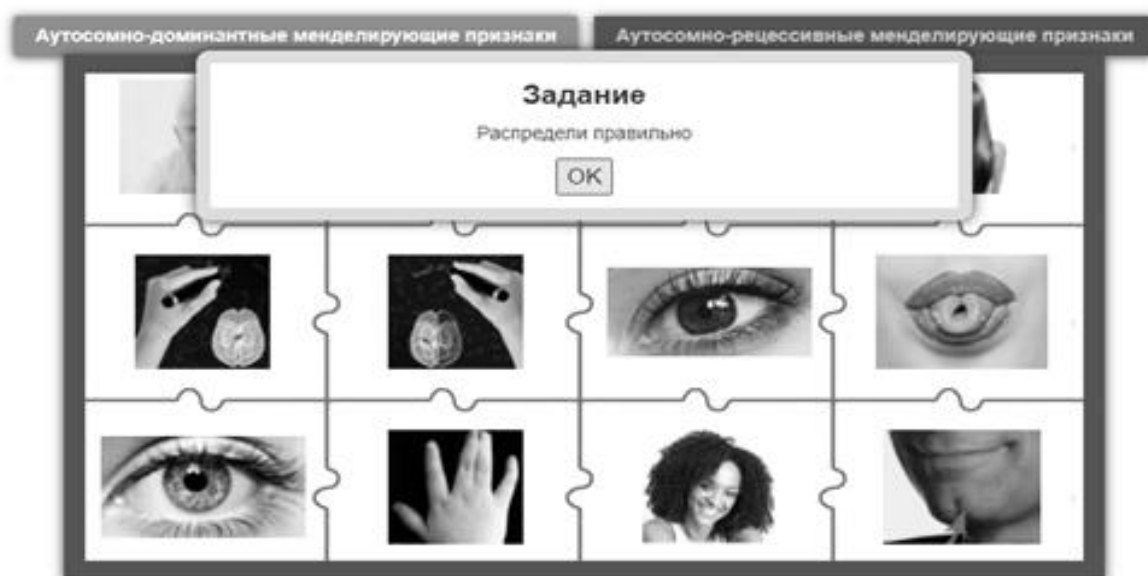 Аутосомно-доминантные менделирующие признаки
Аутосомно-рецессивные менделирующие признаки
Задание
Распредели правильно
OK